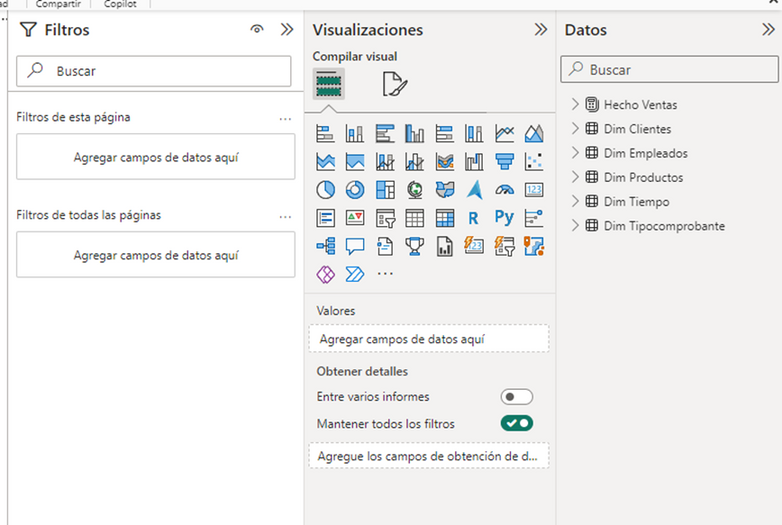 Compartir
Copilot
Filtros
Buscar
Filtros de esta página
...
Agregar campos de datos aquí
Filtros de todas las páginas
...
Agregar campos de datos aquí
Visualizaciones
Compilar visual
123
R
Py
123
...
Valores
Agregar campos de datos aquí
Obtener detalles
Entre varios informes
Mantener todos los filtros
Agregue los campos de obtención de d...
Datos
Buscar
Hecho Ventas
Dim Clientes
Dim Empleados
Dim Productos
Dim Tiempo
Dim Tipocomprobante